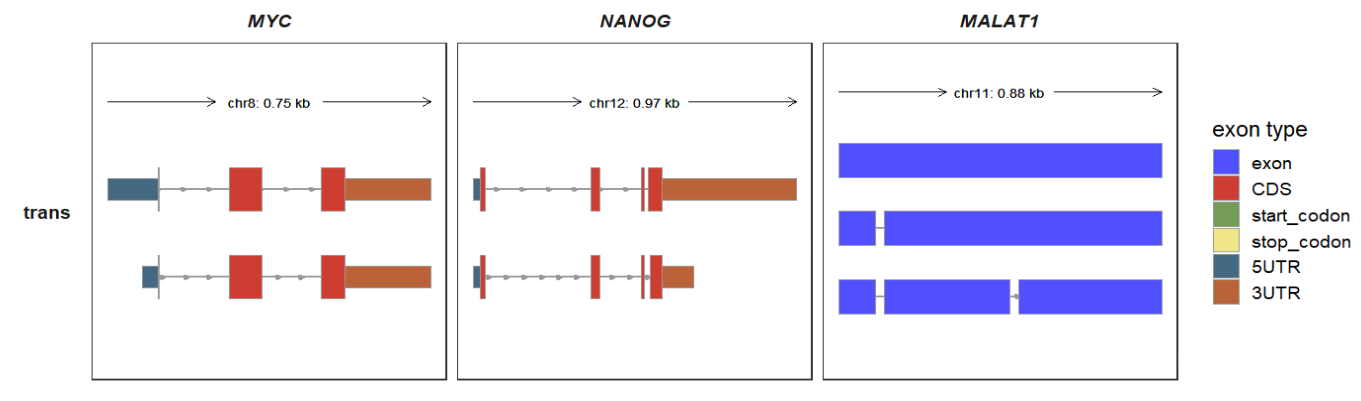 MYC NANOG MALAT1
chr8: 0.75 kb chr12: 0.97 kb chr11: 0.88 kb
trans
exon type
exon
CDS
start_codon
stop_codon
5UTR
3UTR